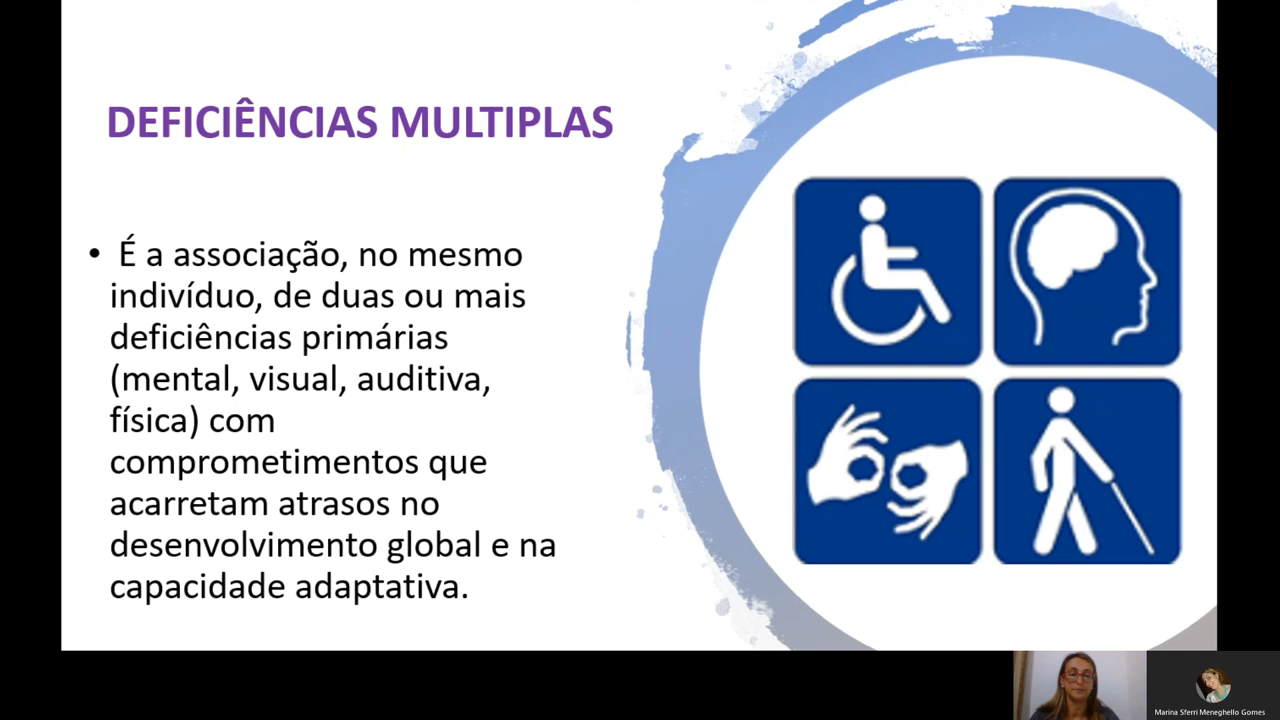 DEFICIÊNCIAS MULTIPLAS
• É a associação, no mesmo
indivíduo, de duas ou mais
deficiências primárias
(mental, visual, auditiva,
física) com
comprometimentos que
acarretam atrasos no
desenvolvimento global e na
capacidade adaptativa.
Marina Sferri Meneghello Gomes